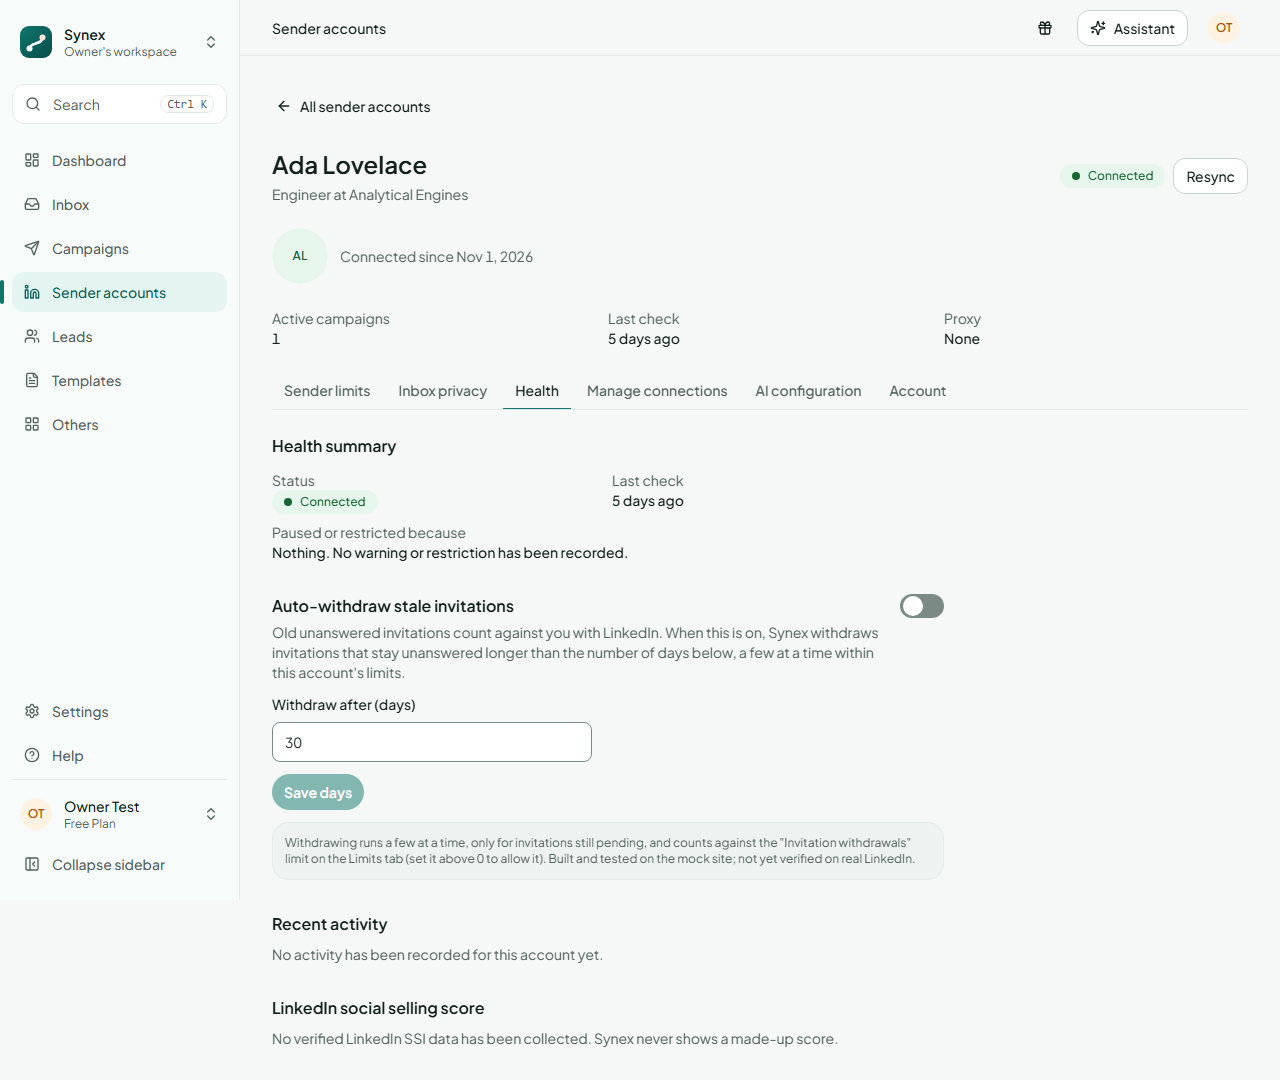 Synex
Owner's workspace
Search
Ctrl K
Dashboard
Inbox
Campaigns
Sender accounts
Leads
Templates
Others
Settings
Help
OT
Owner Test
Free Plan
Collapse sidebar
Sender accounts
Assistant
OT
All sender accounts
Ada Lovelace
Engineer at Analytical Engines
Connected
Resync
AL
Connected since Nov 1, 2026
Active campaigns
1
Last check
5 days ago
Proxy
None
Sender limits
Inbox privacy
Health
Manage connections
AI configuration
Account
Health summary
Status
Connected
Last check
5 days ago
Paused or restricted because
Nothing. No warning or restriction has been recorded.
Auto-withdraw stale invitations
Old unanswered invitations count against you with LinkedIn. When this is on, Synex withdraws
invitations that stay unanswered longer than the number of days below, a few at a time within
this account's limits.
Withdraw after (days)
30
Save days
Withdrawing runs a few at a time, only for invitations still pending, and counts against the "Invitation withdrawals"
limit on the Limits tab (set it above 0 to allow it). Built and tested on the mock site; not yet verified on real LinkedIn.
Recent activity
No activity has been recorded for this account yet.
LinkedIn social selling score
No verified LinkedIn SSI data has been collected. Synex never shows a made-up score.